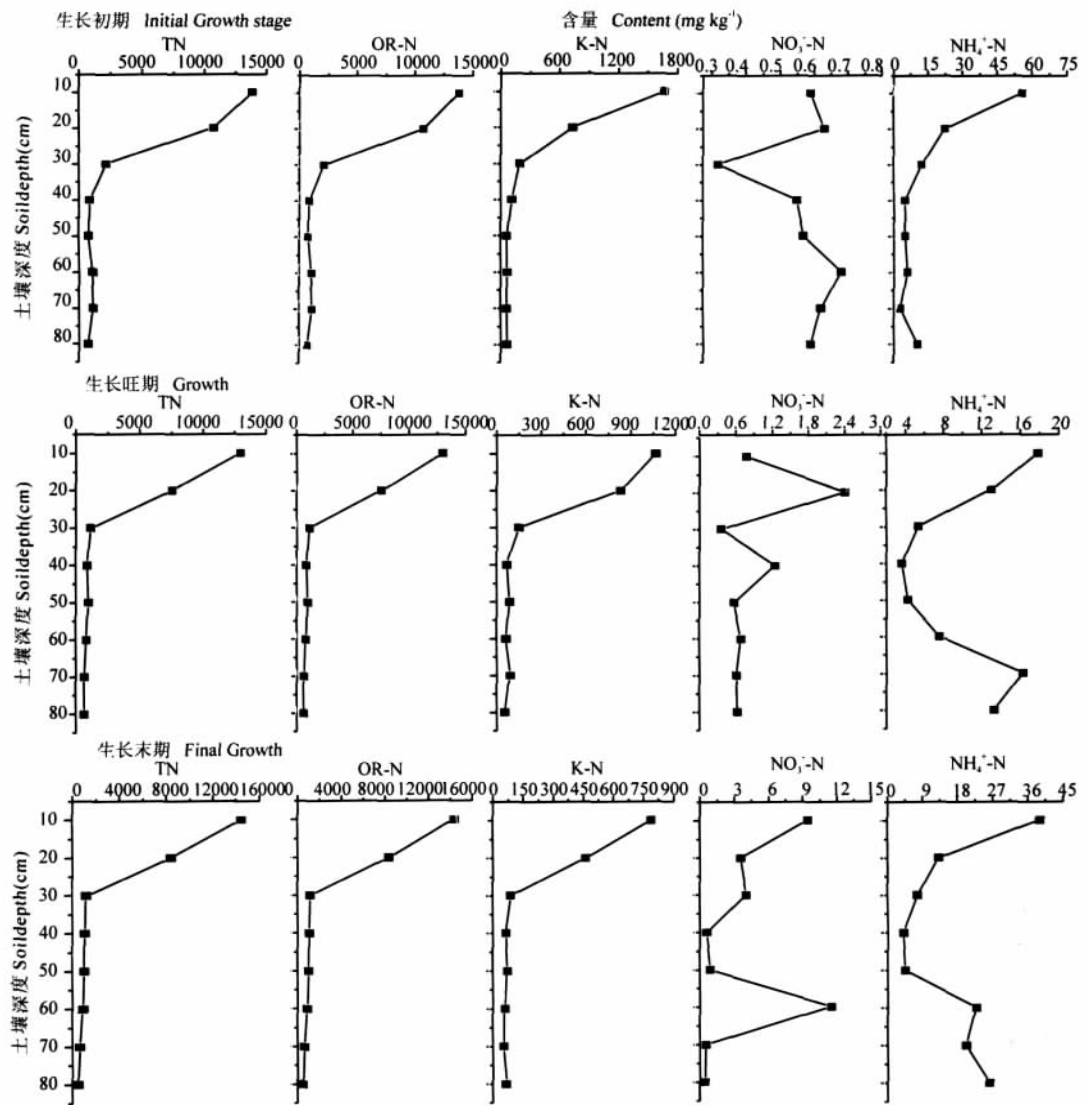 生长初期 Initial Growth stage 含量 Content (mg kg⁻¹)
TN OR-N K-N NO₃⁻-N NH₄⁺-N
0 5000 10000 15000 0 5000 10000 15000 0 600 1200 1800 0.3 0.4 0.5 0.6 0.7 0.8 0 15 30 45 60 75
土壤深度 Soildepth(cm)
10
20
30
40
50
60
70
80
生长旺期 Growth
TN OR-N K-N NO₃⁻-N NH₄⁺-N
0 5000 10000 15000 0 5000 10000 15000 0 300 600 900 1200 0.0 0.6 1.2 1.8 2.4 3.0 4 8 12 16 20
土壤深度 Soildepth(cm)
10
20
30
40
50
60
70
80
生长末期 Final Growth
TN OR-N K-N NO₃⁻-N NH₄⁺-N
0 4000 8000 12000 16000 0 4000 8000 12000 16000 0 150 300 450 600 750 900 0 3 6 9 12 15 0 9 18 27 36 45
土壤深度 Soildepth(cm)
10
20
30
40
50
60
70
80